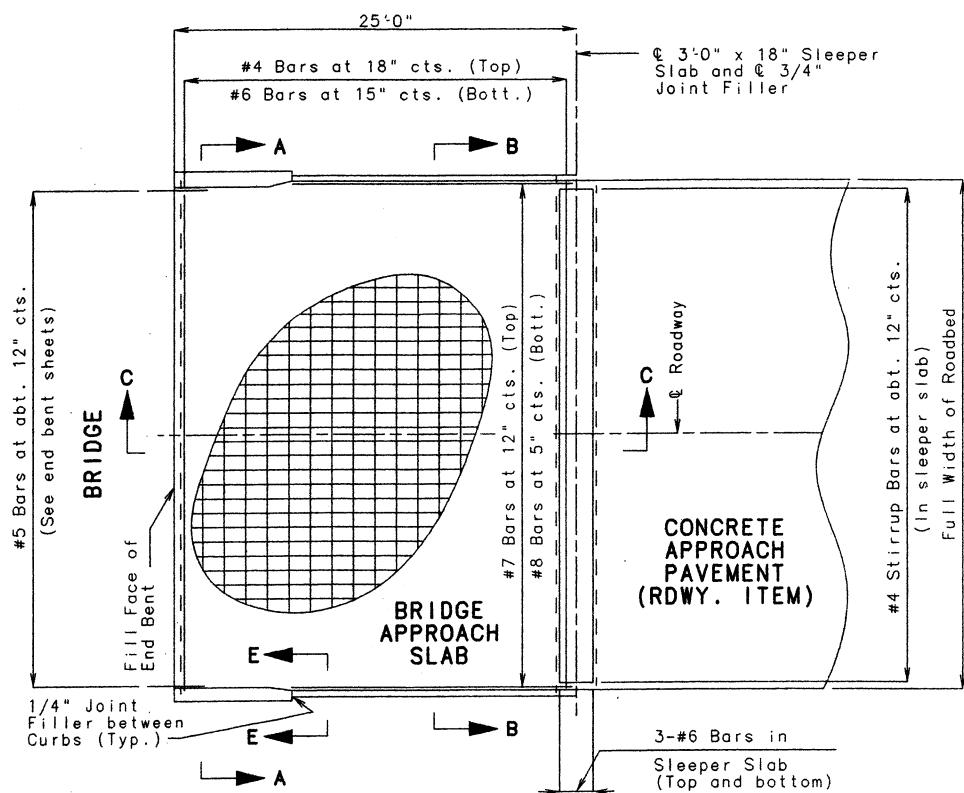 25'-0"
℄ 3'-0" x 18" Sleeper
Slab and ℄ 3/4"
Joint Filler
#4 Bars at 18" cts. (Top)
#6 Bars at 15" cts. (Bott.)
A
B
#5 Bars at abt. 12" cts.
(See end bent sheets)
BRIDGE
C
Fill Face of
End Bent
#7 Bars at 12" cts. (Top)
#8 Bars at 5" cts. (Bott.)
℄ Roadway
C
#4 Stirrup Bars at abt. 12" cts.
(In sleeper slab)
Full Width of Roadbed
CONCRETE
APPROACH
PAVEMENT
(RDWY. ITEM)
BRIDGE
APPROACH
SLAB
E
1/4" Joint
Filler between
Curbs (Typ.)
E
B
A
3-#6 Bars in
Sleeper Slab
(Top and bottom)